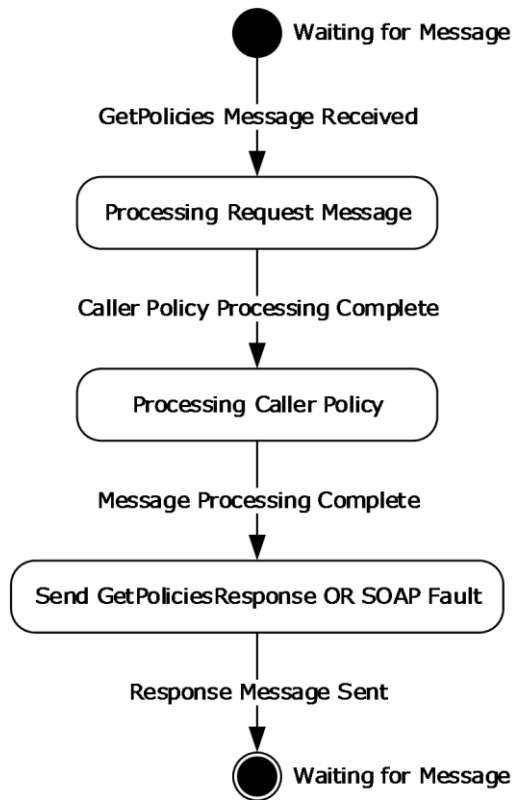 Waiting for Message
GetPolicies Message Received
Processing Request Message
Caller Policy Processing Complete
Processing Caller Policy
Message Processing Complete
Send GetPoliciesResponse OR SOAP Fault
Response Message Sent
Waiting for Message